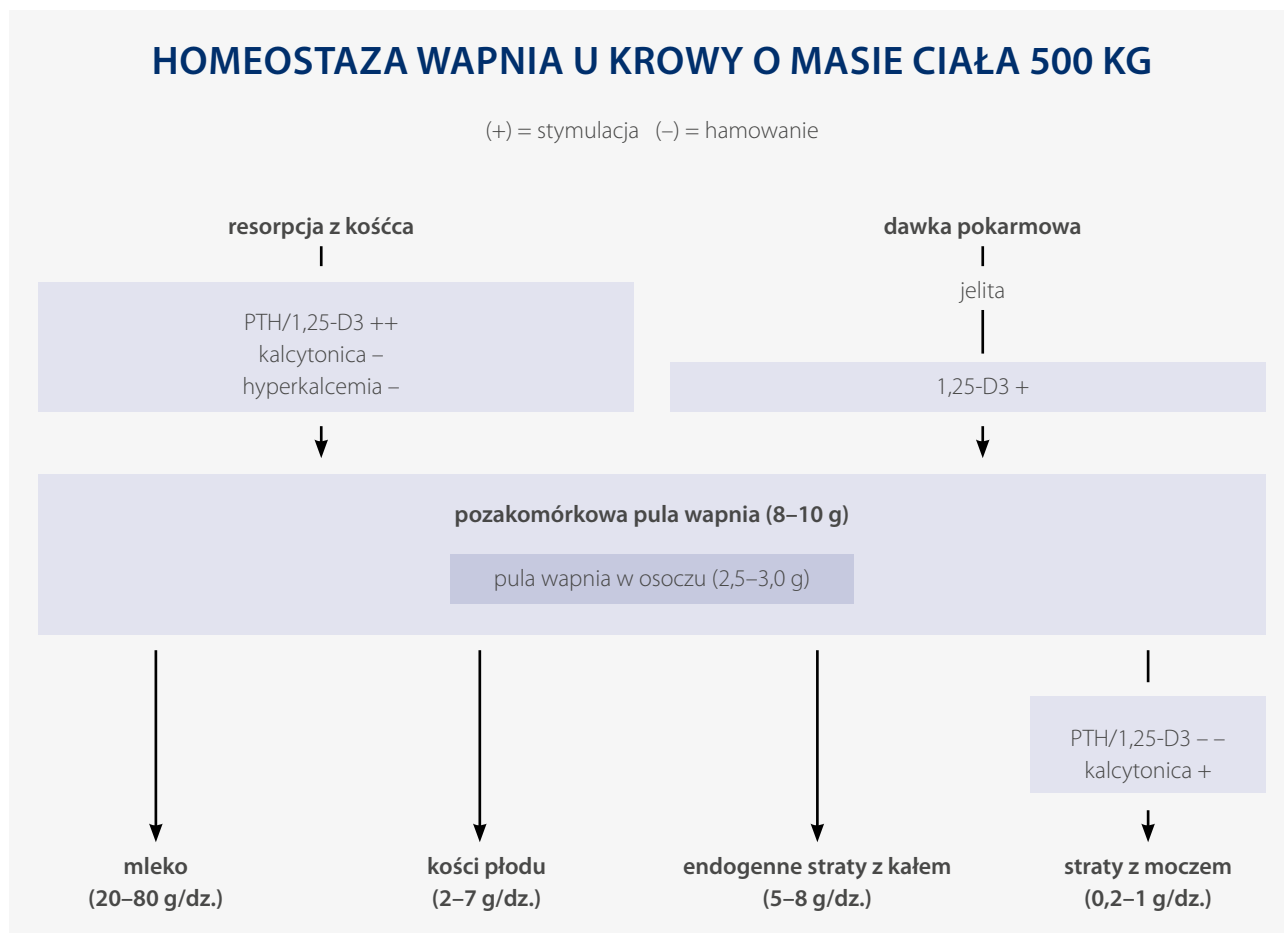 HOMEOSTAZA WAPNIA U KROWY O MASIE CIAŁA 500 KG
(+) = stymulacja (–) = hamowanie
resorpcja z kośćca
PTH/1,25-D3 ++
kalcytonica –
hyperkalcemia –
dawka pokarmowa
jelita
1,25-D3 +
pozakomórkowa pula wapnia (8–10 g)
pula wapnia w osoczu (2,5–3,0 g)
mleko
(20–80 g/dz.)
kości płodu
(2–7 g/dz.)
endogenne straty z kałem
(5–8 g/dz.)
PTH/1,25-D3 – –
kalcytonica +
straty z moczem
(0,2–1 g/dz.)